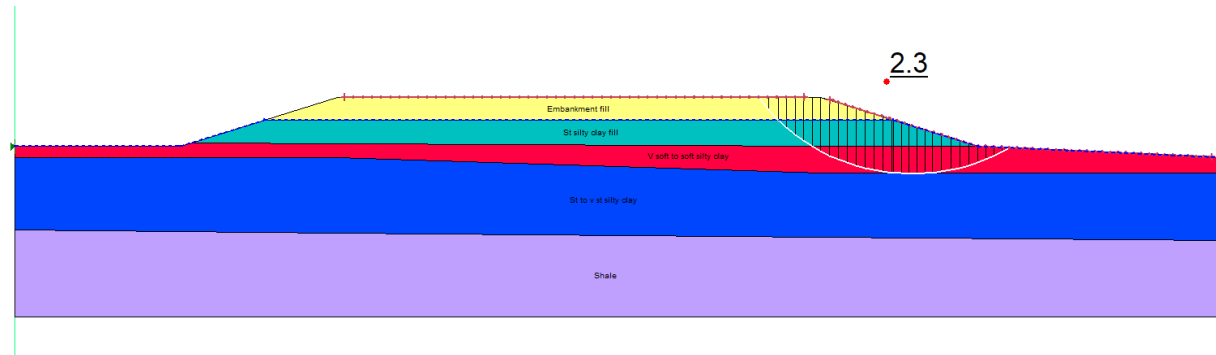 2.3
Embankment fill
St silty clay fill
V soft to soft silty clay
St to v st silty clay
Shale